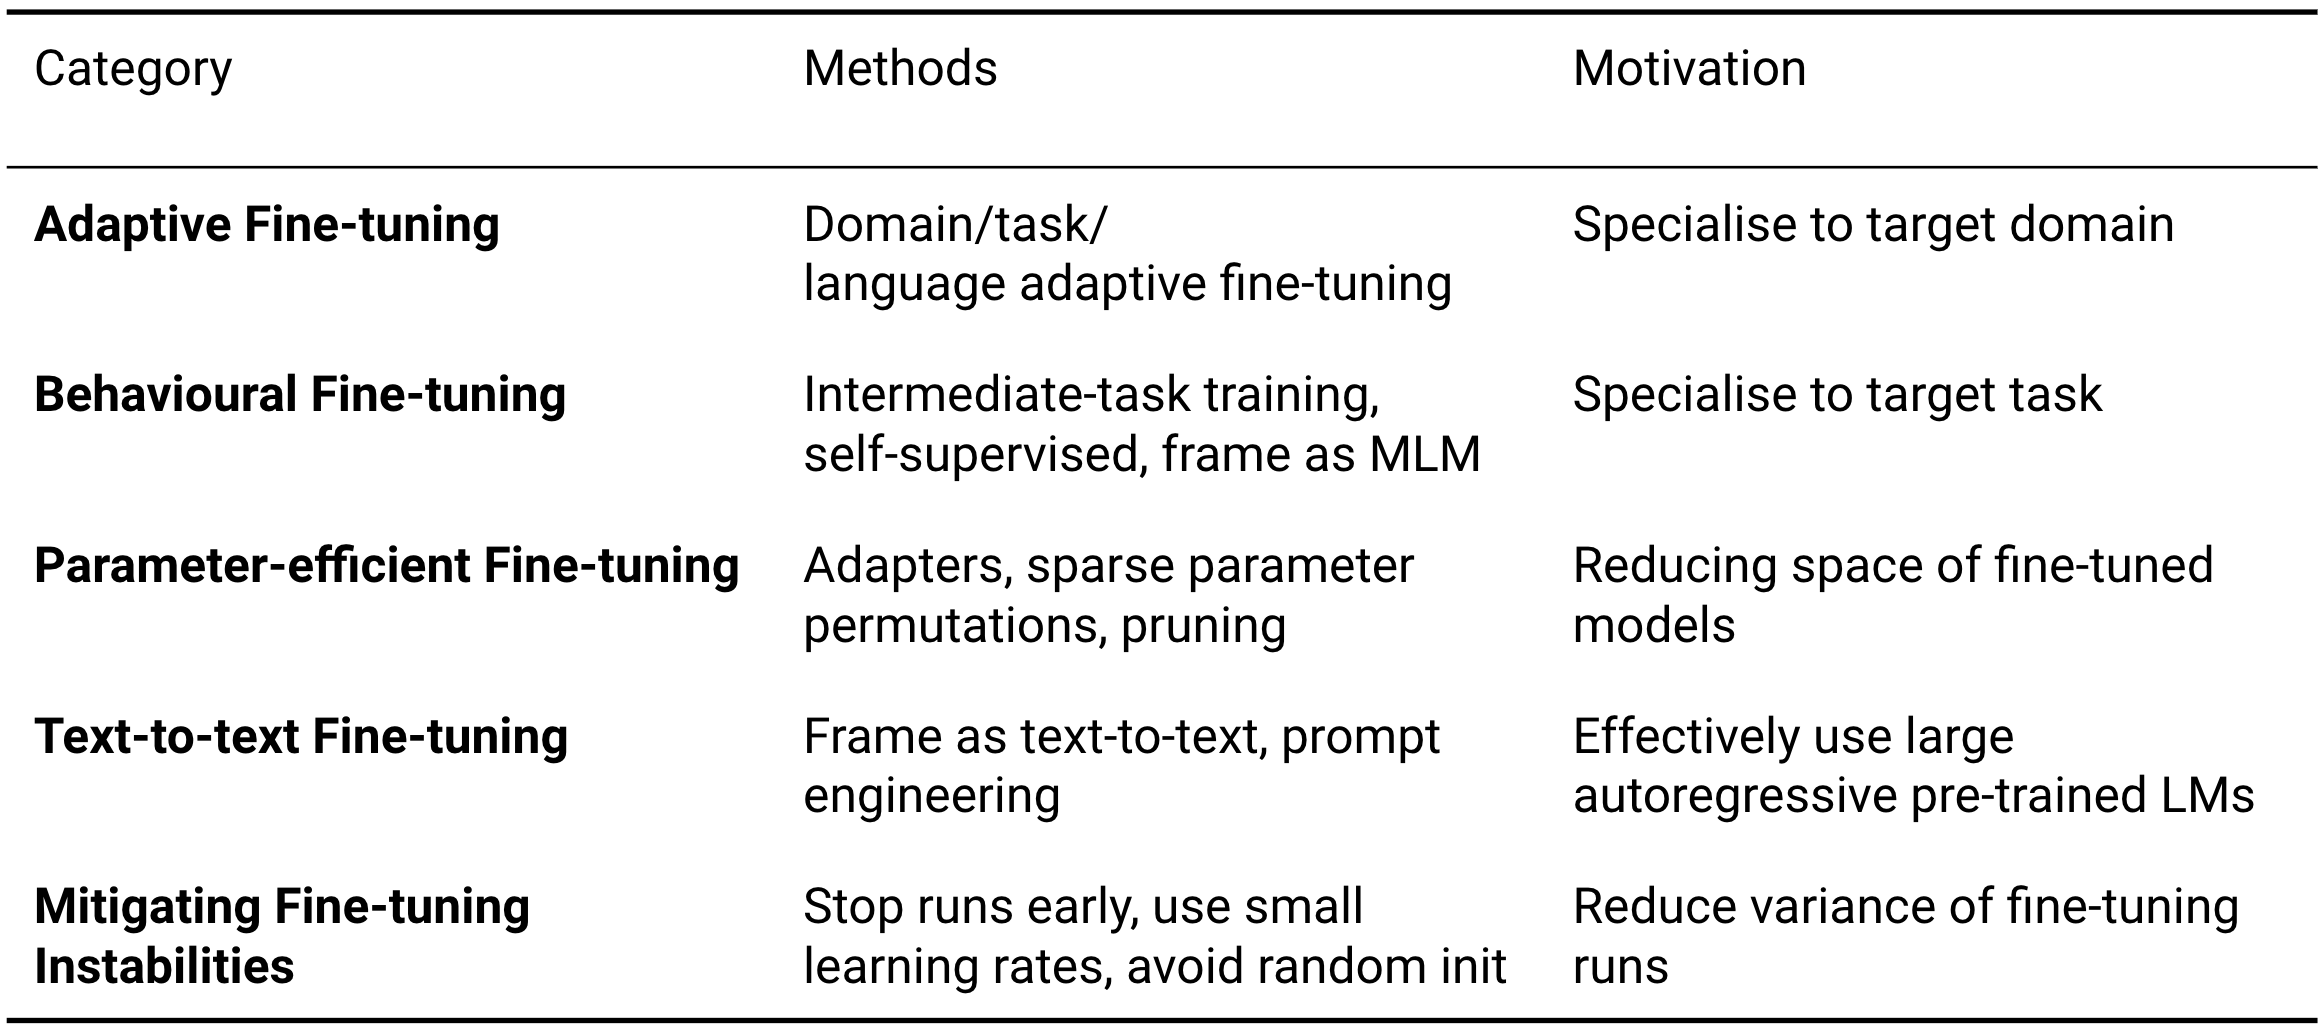 Category Methods Motivation
Adaptive Fine-tuning Domain/task/ Specialise to target domain
language adaptive fine-tuning
Behavioural Fine-tuning Intermediate-task training, Specialise to target task
self-supervised, frame as MLM
Parameter-efficient Fine-tuning Adapters, sparse parameter Reducing space of fine-tuned
permutations, pruning models
Text-to-text Fine-tuning Frame as text-to-text, prompt Effectively use large
engineering autoregressive pre-trained LMs
Mitigating Fine-tuning Stop runs early, use small Reduce variance of fine-tuning
Instabilities learning rates, avoid random init runs